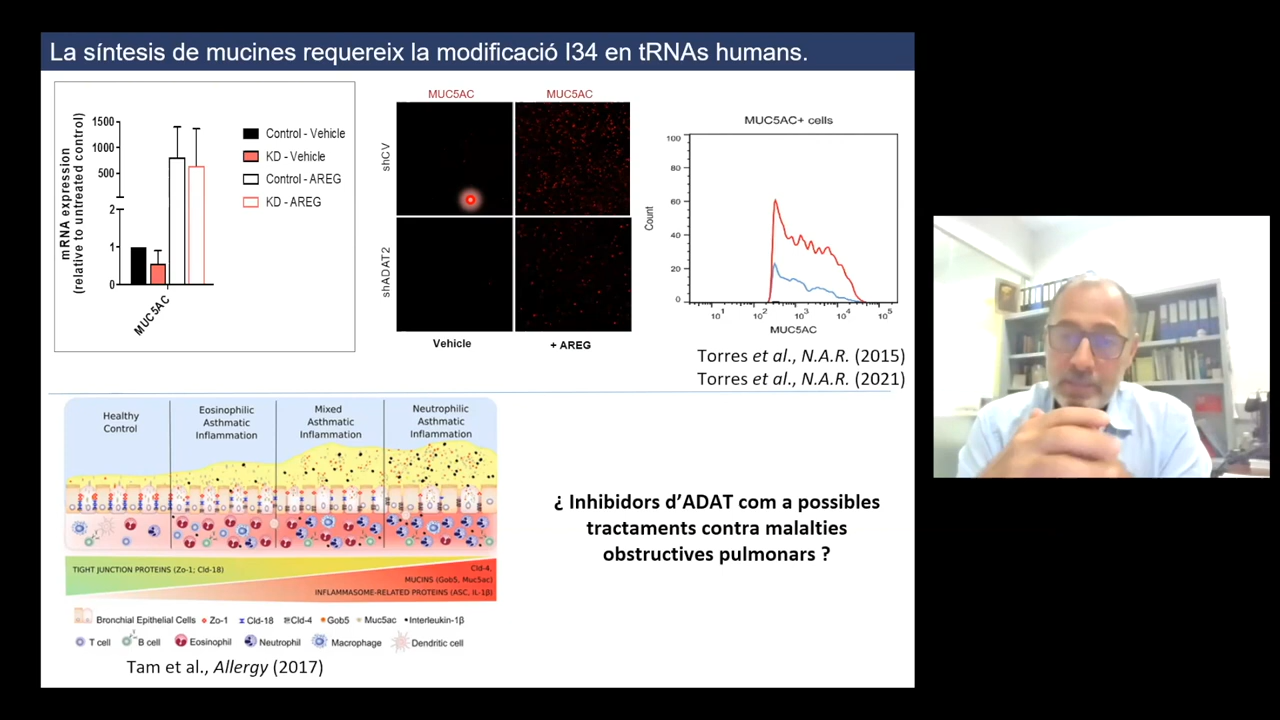 La síntesis de mucines requereix la modificació I34 en tRNAs humans.
mRNA expression
(relative to untreated control)
1500
1000
500
2
1
0
MUC5AC
Control - Vehicle
KD - Vehicle
Control - AREG
KD - AREG
MUC5AC
MUC5AC
shCV
shADAT2
Vehicle
+ AREG
MUC5AC+ cells
Count
100
80
60
40
20
0
10¹
10²
10³
10⁴
10⁵
MUC5AC
Torres et al., N.A.R. (2015)
Torres et al., N.A.R. (2021)
Healthy
Control
Eosinophilic
Asthmatic
Inflammation
Mixed
Asthmatic
Inflammation
Neutrophilic
Asthmatic
Inflammation
TIGHT JUNCTION PROTEINS (Zo-1; Cld-18)
Cld-4,
MUCINS (Gob5, Muc5ac)
INFLAMMASOME-RELATED PROTEINS (ASC, IL-1β)
Bronchial Epithelial Cells Zo-1 Cld-18 Cld-4 Gob5 Muc5ac Interleukin-1β
T cell B cell Eosinophil Neutrophil Macrophage Dendritic cell
Tam et al., Allergy (2017)
¿ Inhibidors d'ADAT com a possibles
tractaments contra malalties
obstructives pulmonars ?